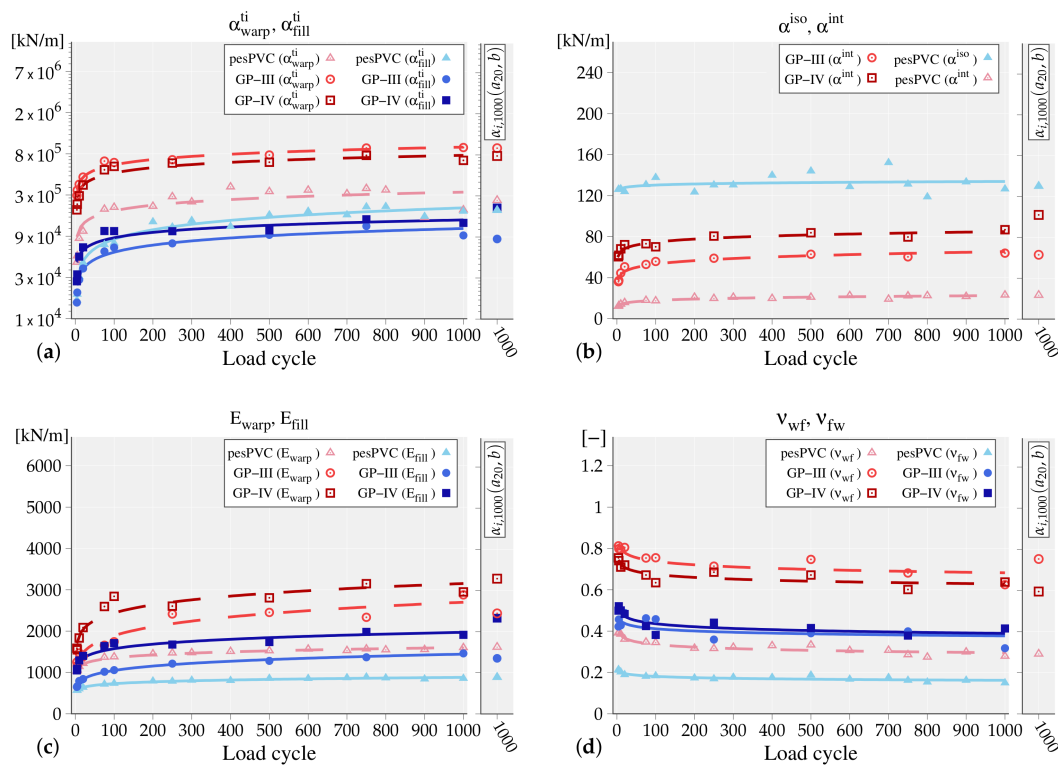 α^ti_warp, α^ti_fill
[kN/m]
pesPVC (α^ti_warp) pesPVC (α^ti_fill)
GP−III (α^ti_warp) GP−III (α^ti_fill)
GP−IV (α^ti_warp) GP−IV (α^ti_fill)
7 x 10^6
2 x 10^6
8 x 10^5
3 x 10^5
9 x 10^4
3 x 10^4
1 x 10^4
0 100 200 300 400 500 600 700 800 900 1000
1000
α_i,1000 (a_20, b)
(a) Load cycle
α^iso, α^int
[kN/m]
GP−III (α^int) pesPVC (α^iso)
GP−IV (α^int) pesPVC (α^int)
240
200
160
120
80
40
0
0 100 200 300 400 500 600 700 800 900 1000
1000
α_i,1000 (a_20, b)
(b) Load cycle
E_warp, E_fill
[kN/m]
pesPVC (E_warp) pesPVC (E_fill)
GP−III (E_warp) GP−III (E_fill)
GP−IV (E_warp) GP−IV (E_fill)
6000
5000
4000
3000
2000
1000
0
0 100 200 300 400 500 600 700 800 900 1000
1000
α_i,1000 (a_20, b)
(c) Load cycle
ν_wf, ν_fw
[−]
pesPVC (ν_wf) pesPVC (ν_fw)
GP−III (ν_wf) GP−III (ν_fw)
GP−IV (ν_wf) GP−IV (ν_fw)
1.2
1
0.8
0.6
0.4
0.2
0
0 100 200 300 400 500 600 700 800 900 1000
1000
α_i,1000 (a_20, b)
(d) Load cycle